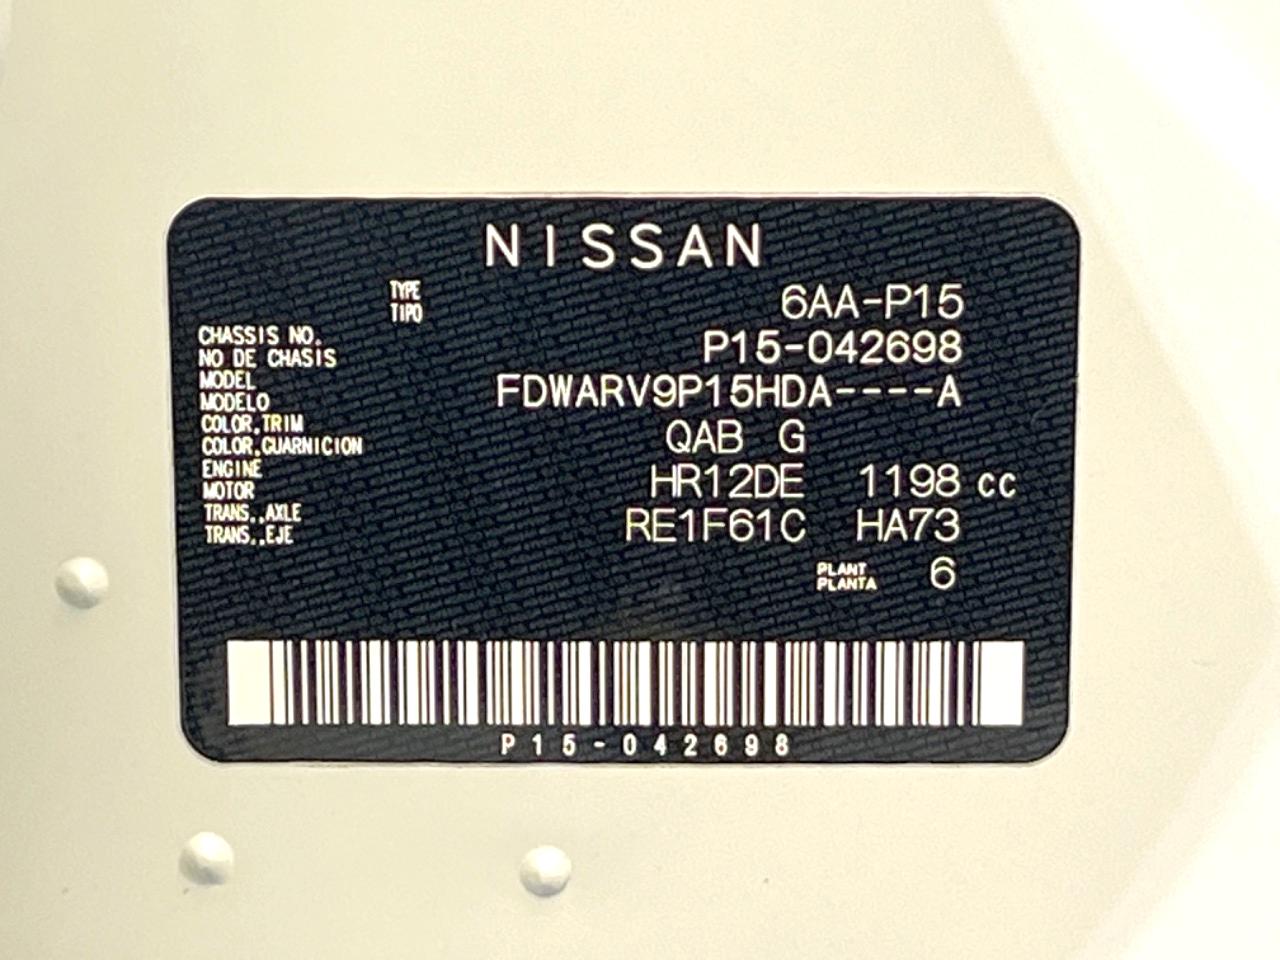 NISSAN
TYPE
TIPO
6AA-P15
CHASSIS NO.
NO DE CHASIS
P15-042698
MODEL
MODELO
FDWARV9P15HDA----A
COLOR,TRIM
COLOR,GUARNICION
QAB G
ENGINE
MOTOR
HR12DE 1198 cc
TRANS.,AXLE
TRANS.,EJE
RE1F61C HA73
PLANT
PLANTA
6
P15-042698